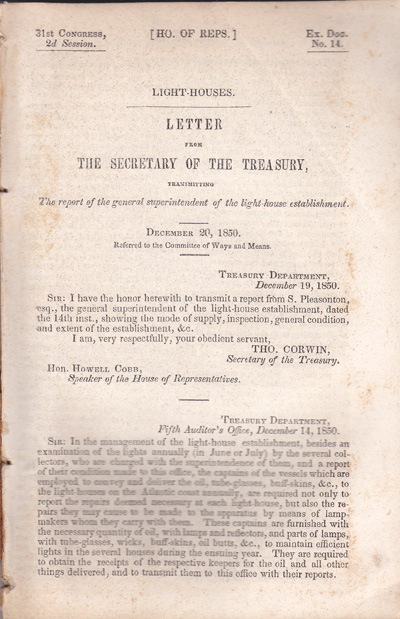 31st Congress, [HO. OF REPS.] Ex. Doc.
2d Session. No. 14.
LIGHT-HOUSES.
LETTER
FROM
THE SECRETARY OF THE TREASURY,
TRANSMITTING
The report of the general superintendent of the light-house establishment.
December 20, 1850.
Referred to the Committee of Ways and Means.
Treasury Department,
December 19, 1850.
Sir: I have the honor herewith to transmit a report from S. Pleasonton,
esq., the general superintendent of the light-house establishment, dated
the 14th inst., showing the mode of supply, inspection, general condition,
and extent of the establishment, &c.
I am, very respectfully, your obedient servant,
THO. CORWIN,
Secretary of the Treasury.
Hon. Howell Cobb,
Speaker of the House of Representatives.
Treasury Department,
Fifth Auditor's Office, December 14, 1850.
Sir: In the management of the light-house establishment, besides an
examination of the lights annually (in June or July) by the several col-
lectors, who are charged with the superintendence of them, and a report
of their condition made to this office, the captains of the vessels which are
employed to convey and deliver the oil, tube-glasses, buff-skins, &c., to
the light-houses on the Atlantic coast annually, are required not only to
report the repairs deemed necessary at each light-house, but also the re-
pairs they may cause to be made to the apparatus by means of lamp-
makers whom they carry with them. These captains are furnished with
the necessary quantity of oil, with lamps and reflectors, and parts of lamps,
with tube-glasses, wicks, buff-skins, oil butts, &c., to maintain efficient
lights in the several houses during the ensuing year. They are required
to obtain the receipts of the respective keepers for the oil and all other
things delivered, and to transmit them to this office with their reports.